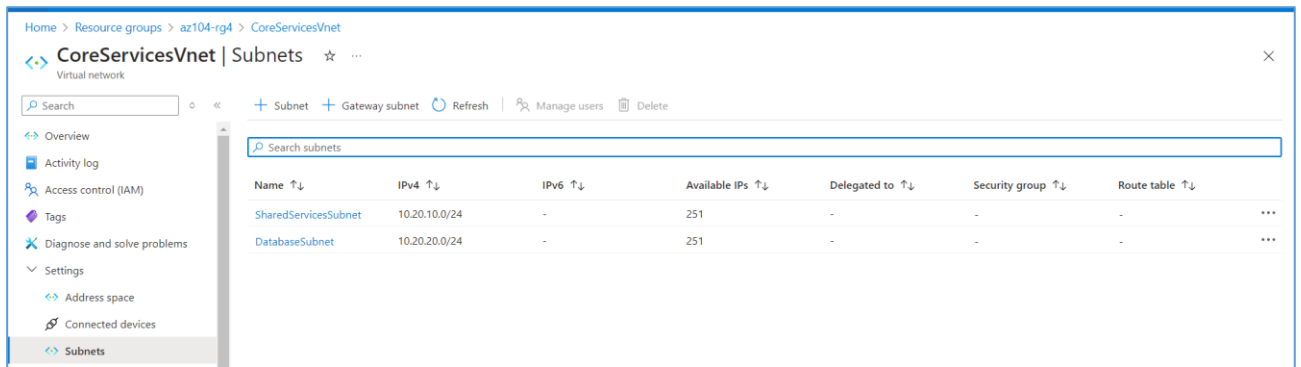 Home > Resource groups > az104-rg4 > CoreServicesVnet
CoreServicesVnet | Subnets ☆ ···
Virtual network
Search
+ Subnet + Gateway subnet Refresh Manage users Delete
Search subnets
Overview
Activity log
Access control (IAM)
Tags
Diagnose and solve problems
Settings
Address space
Connected devices
Subnets
Name ↑↓ IPv4 ↑↓ IPv6 ↑↓ Available IPs ↑↓ Delegated to ↑↓ Security group ↑↓ Route table ↑↓
SharedServicesSubnet 10.20.10.0/24 - 251 - - - ···
DatabaseSubnet 10.20.20.0/24 - 251 - - - ···